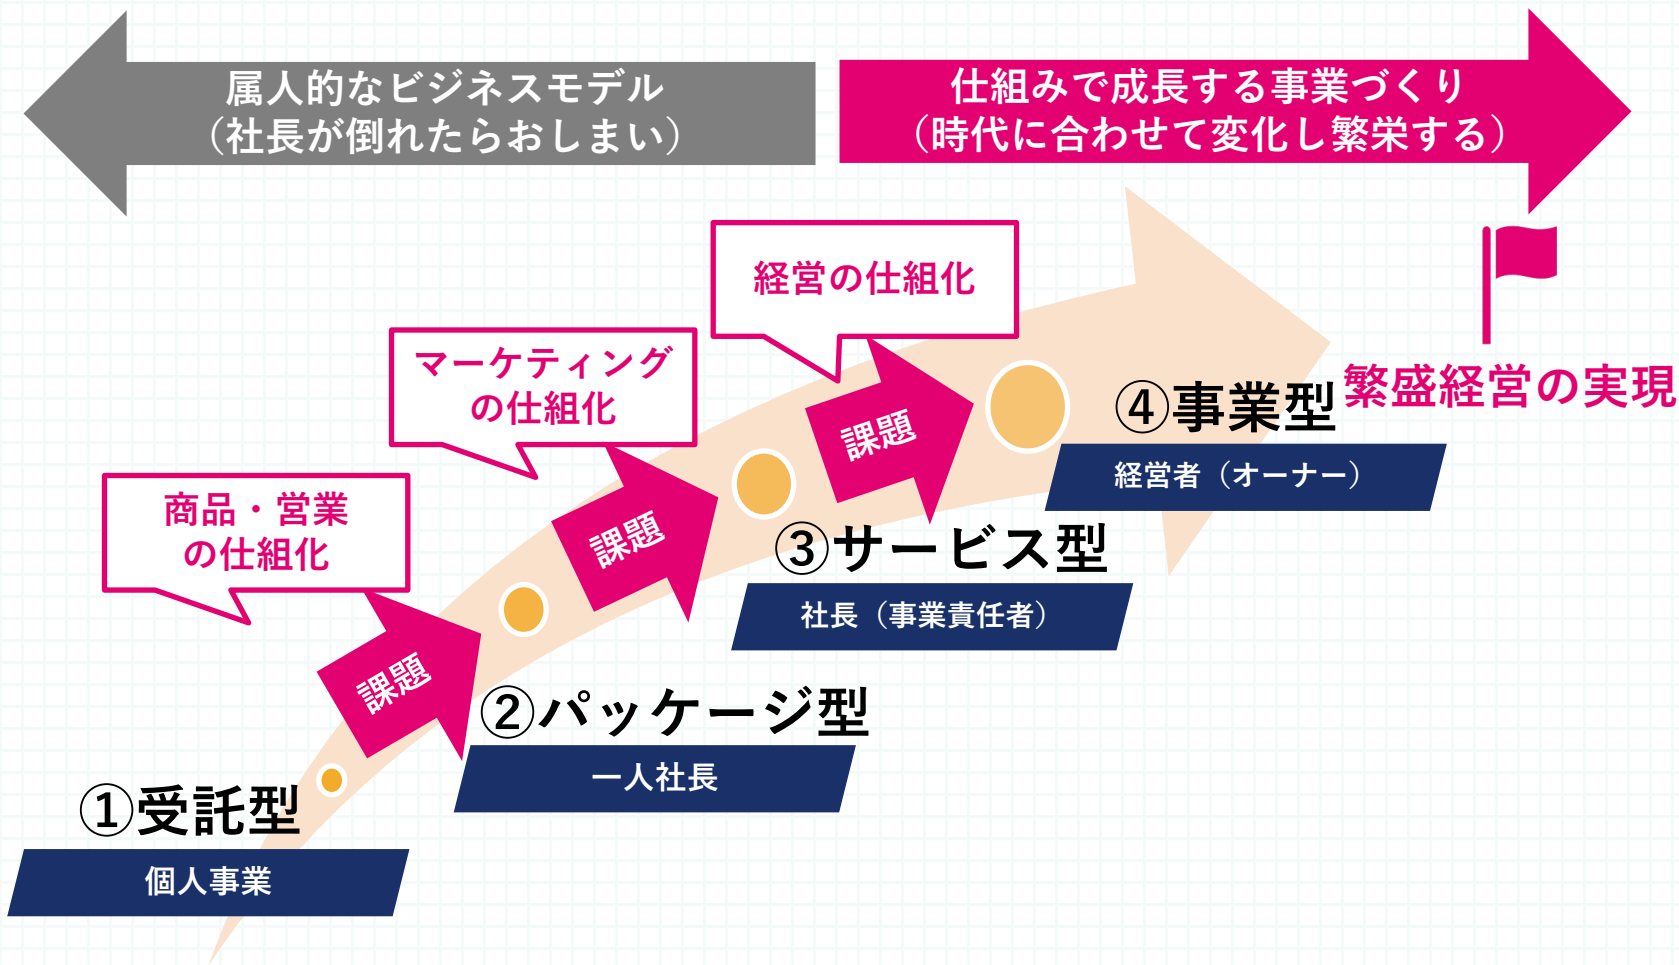 属人的なビジネスモデル
（社長が倒れたらおしまい）
仕組みで成長する事業づくり
（時代に合わせて変化し繁栄する）
経営の仕組化
マーケティング
の仕組化
商品・営業
の仕組化
課題
課題
課題
繁盛経営の実現
④事業型
経営者（オーナー）
③サービス型
社長（事業責任者）
②パッケージ型
一人社長
①受託型
個人事業